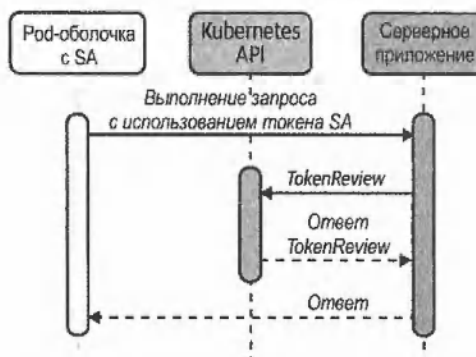 Pod-оболочка
с SA
Kubernetes
API
Серверное
приложение
Выполнение запроса
с использованием токена SA
TokenReview
Ответ
TokenReview
Ответ